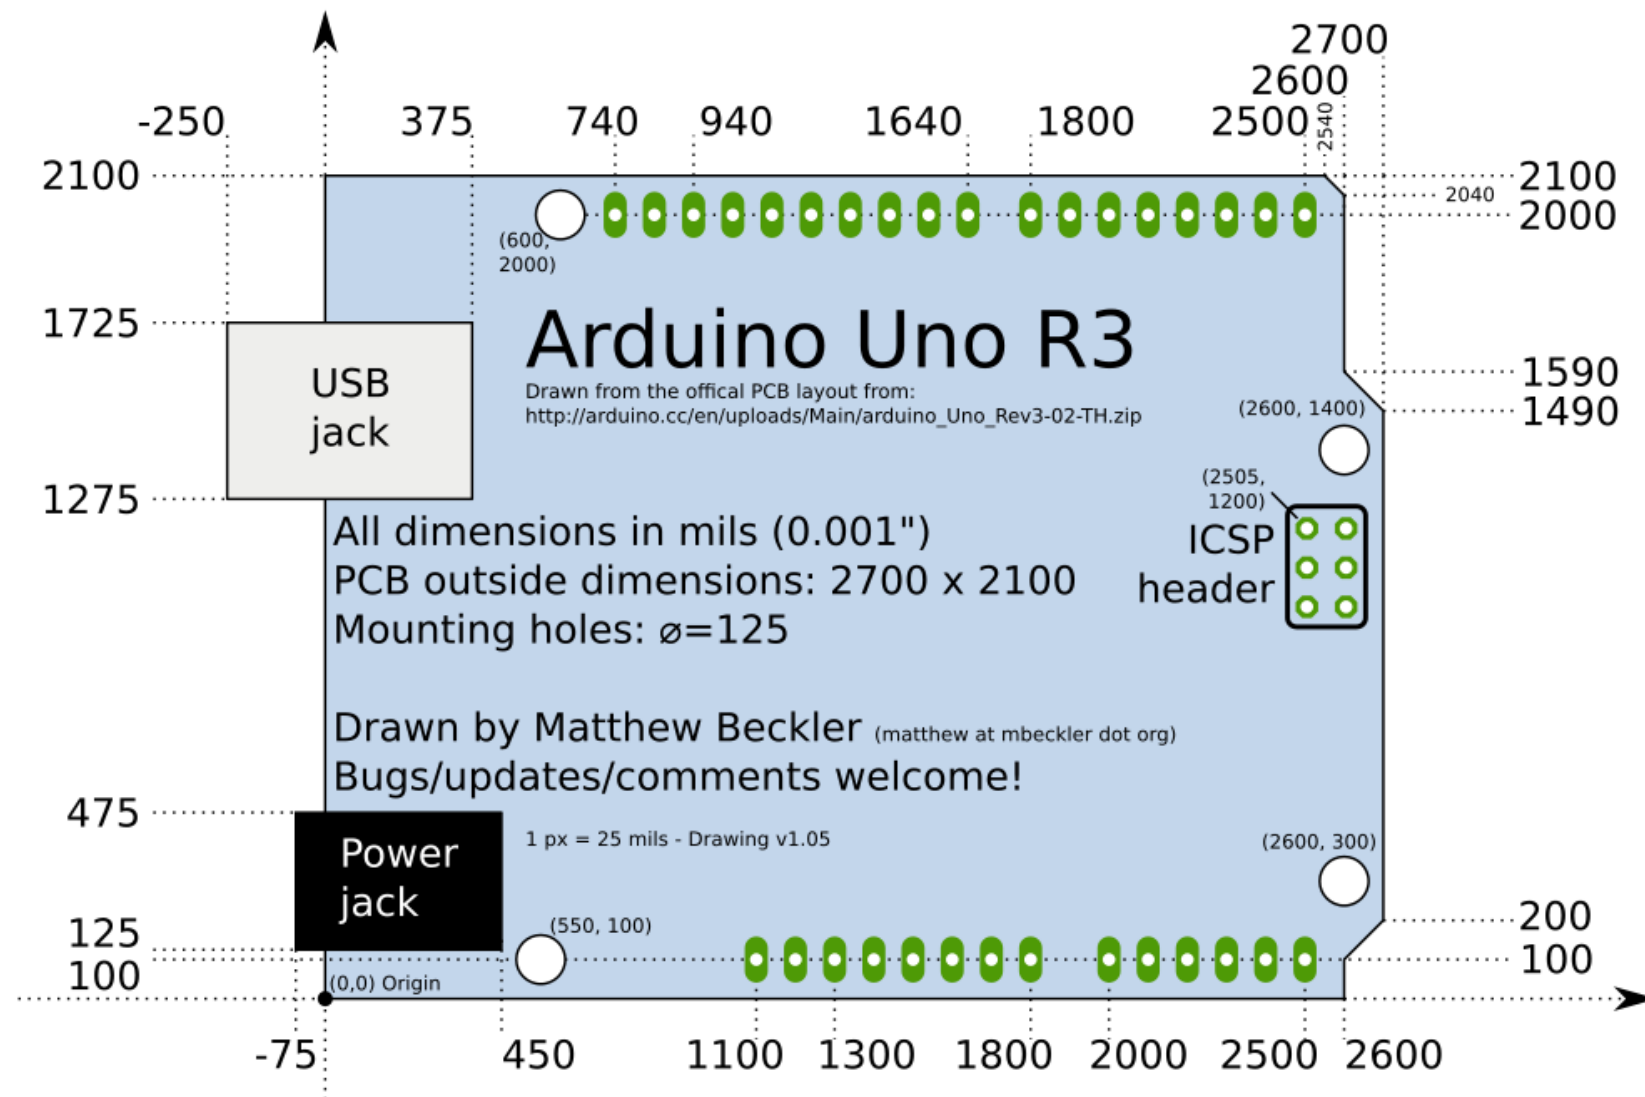 2700
2600
-250 375 740 940 1640 1800 2500 2540
2100 2100
2040
2000
(600,
2000)
1725
Arduino Uno R3
USB
jack
1590
Drawn from the offical PCB layout from:
http://arduino.cc/en/uploads/Main/arduino_Uno_Rev3-02-TH.zip
(2600, 1400) 1490
(2505,
1200)
1275
All dimensions in mils (0.001")
ICSP
header
PCB outside dimensions: 2700 x 2100
Mounting holes: ⌀=125
Drawn by Matthew Beckler (matthew at mbeckler dot org)
Bugs/updates/comments welcome!
475
Power
jack
1 px = 25 mils - Drawing v1.05
(2600, 300)
(550, 100)
200
125
100 100
(0,0) Origin
-75 450 1100 1300 1800 2000 2500 2600